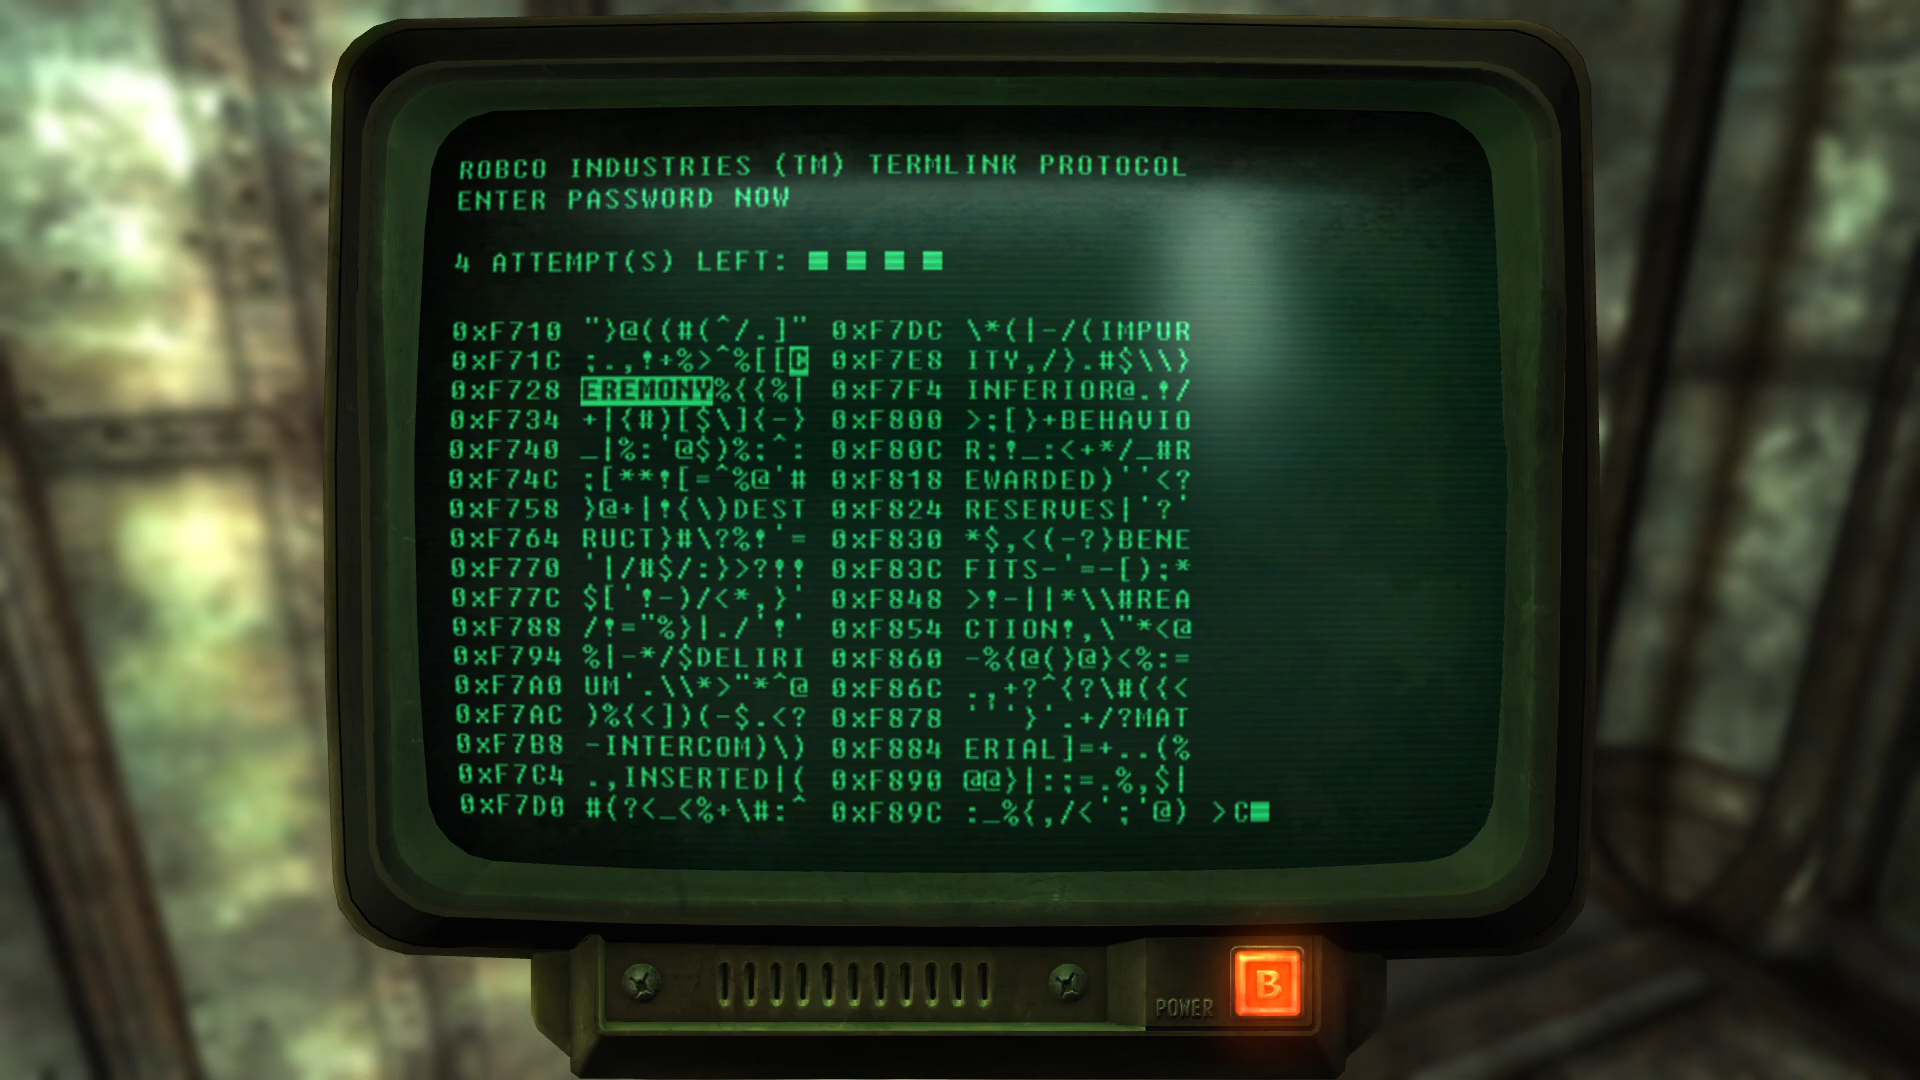 ROBCO INDUSTRIES (TM) TERMLINK PROTOCOL
ENTER PASSWORD NOW
4 ATTEMPT(S) LEFT: ■ ■ ■ ■
0xF710 "}@((#(^/.]" 0xF7DC \*(|-/(IMPUR
0xF71C ;.,!+%>^%[[C 0xF7E8 ITY,/}.#$\\}
0xF728 EREMONY%{{%| 0xF7F4 INFERIOR@.!/
0xF734 +|{#)[$\]{-} 0xF800 >;[}+BEHAVIO
0xF740 _|%:'@$)%;^: 0xF80C R;!_:<+*/_#R
0xF74C ;[**![=^%@'# 0xF818 EWARDED)''<?
0xF758 }@+|!{\)DEST 0xF824 RESERVES|'?'
0xF764 RUCT}#\?%!'= 0xF830 *$,<(-?}BENE
0xF770 '|/#$/:}>?!! 0xF83C FITS-'=-[);*
0xF77C $['!-)/<*,}' 0xF848 >!-||*\\#REA
0xF788 /!="%}|./'!' 0xF854 CTION!,\"*<@
0xF794 %|-*/$DELIRI 0xF860 -%{@(}@}<%:=
0xF7A0 UM'.\\*>"*^@ 0xF86C .,+?^{?\#({<
0xF7AC )%{<])(-$.<? 0xF878 '''}'.+/?MAT
0xF7B8 -INTERCOM)\) 0xF884 ERIAL]=+..(%
0xF7C4 .,INSERTED|( 0xF890 @@}|:;=.%,$|
0xF7D0 #(?<_<%+\#:^ 0xF89C :_%{,/<';'@) >C■
POWER
B